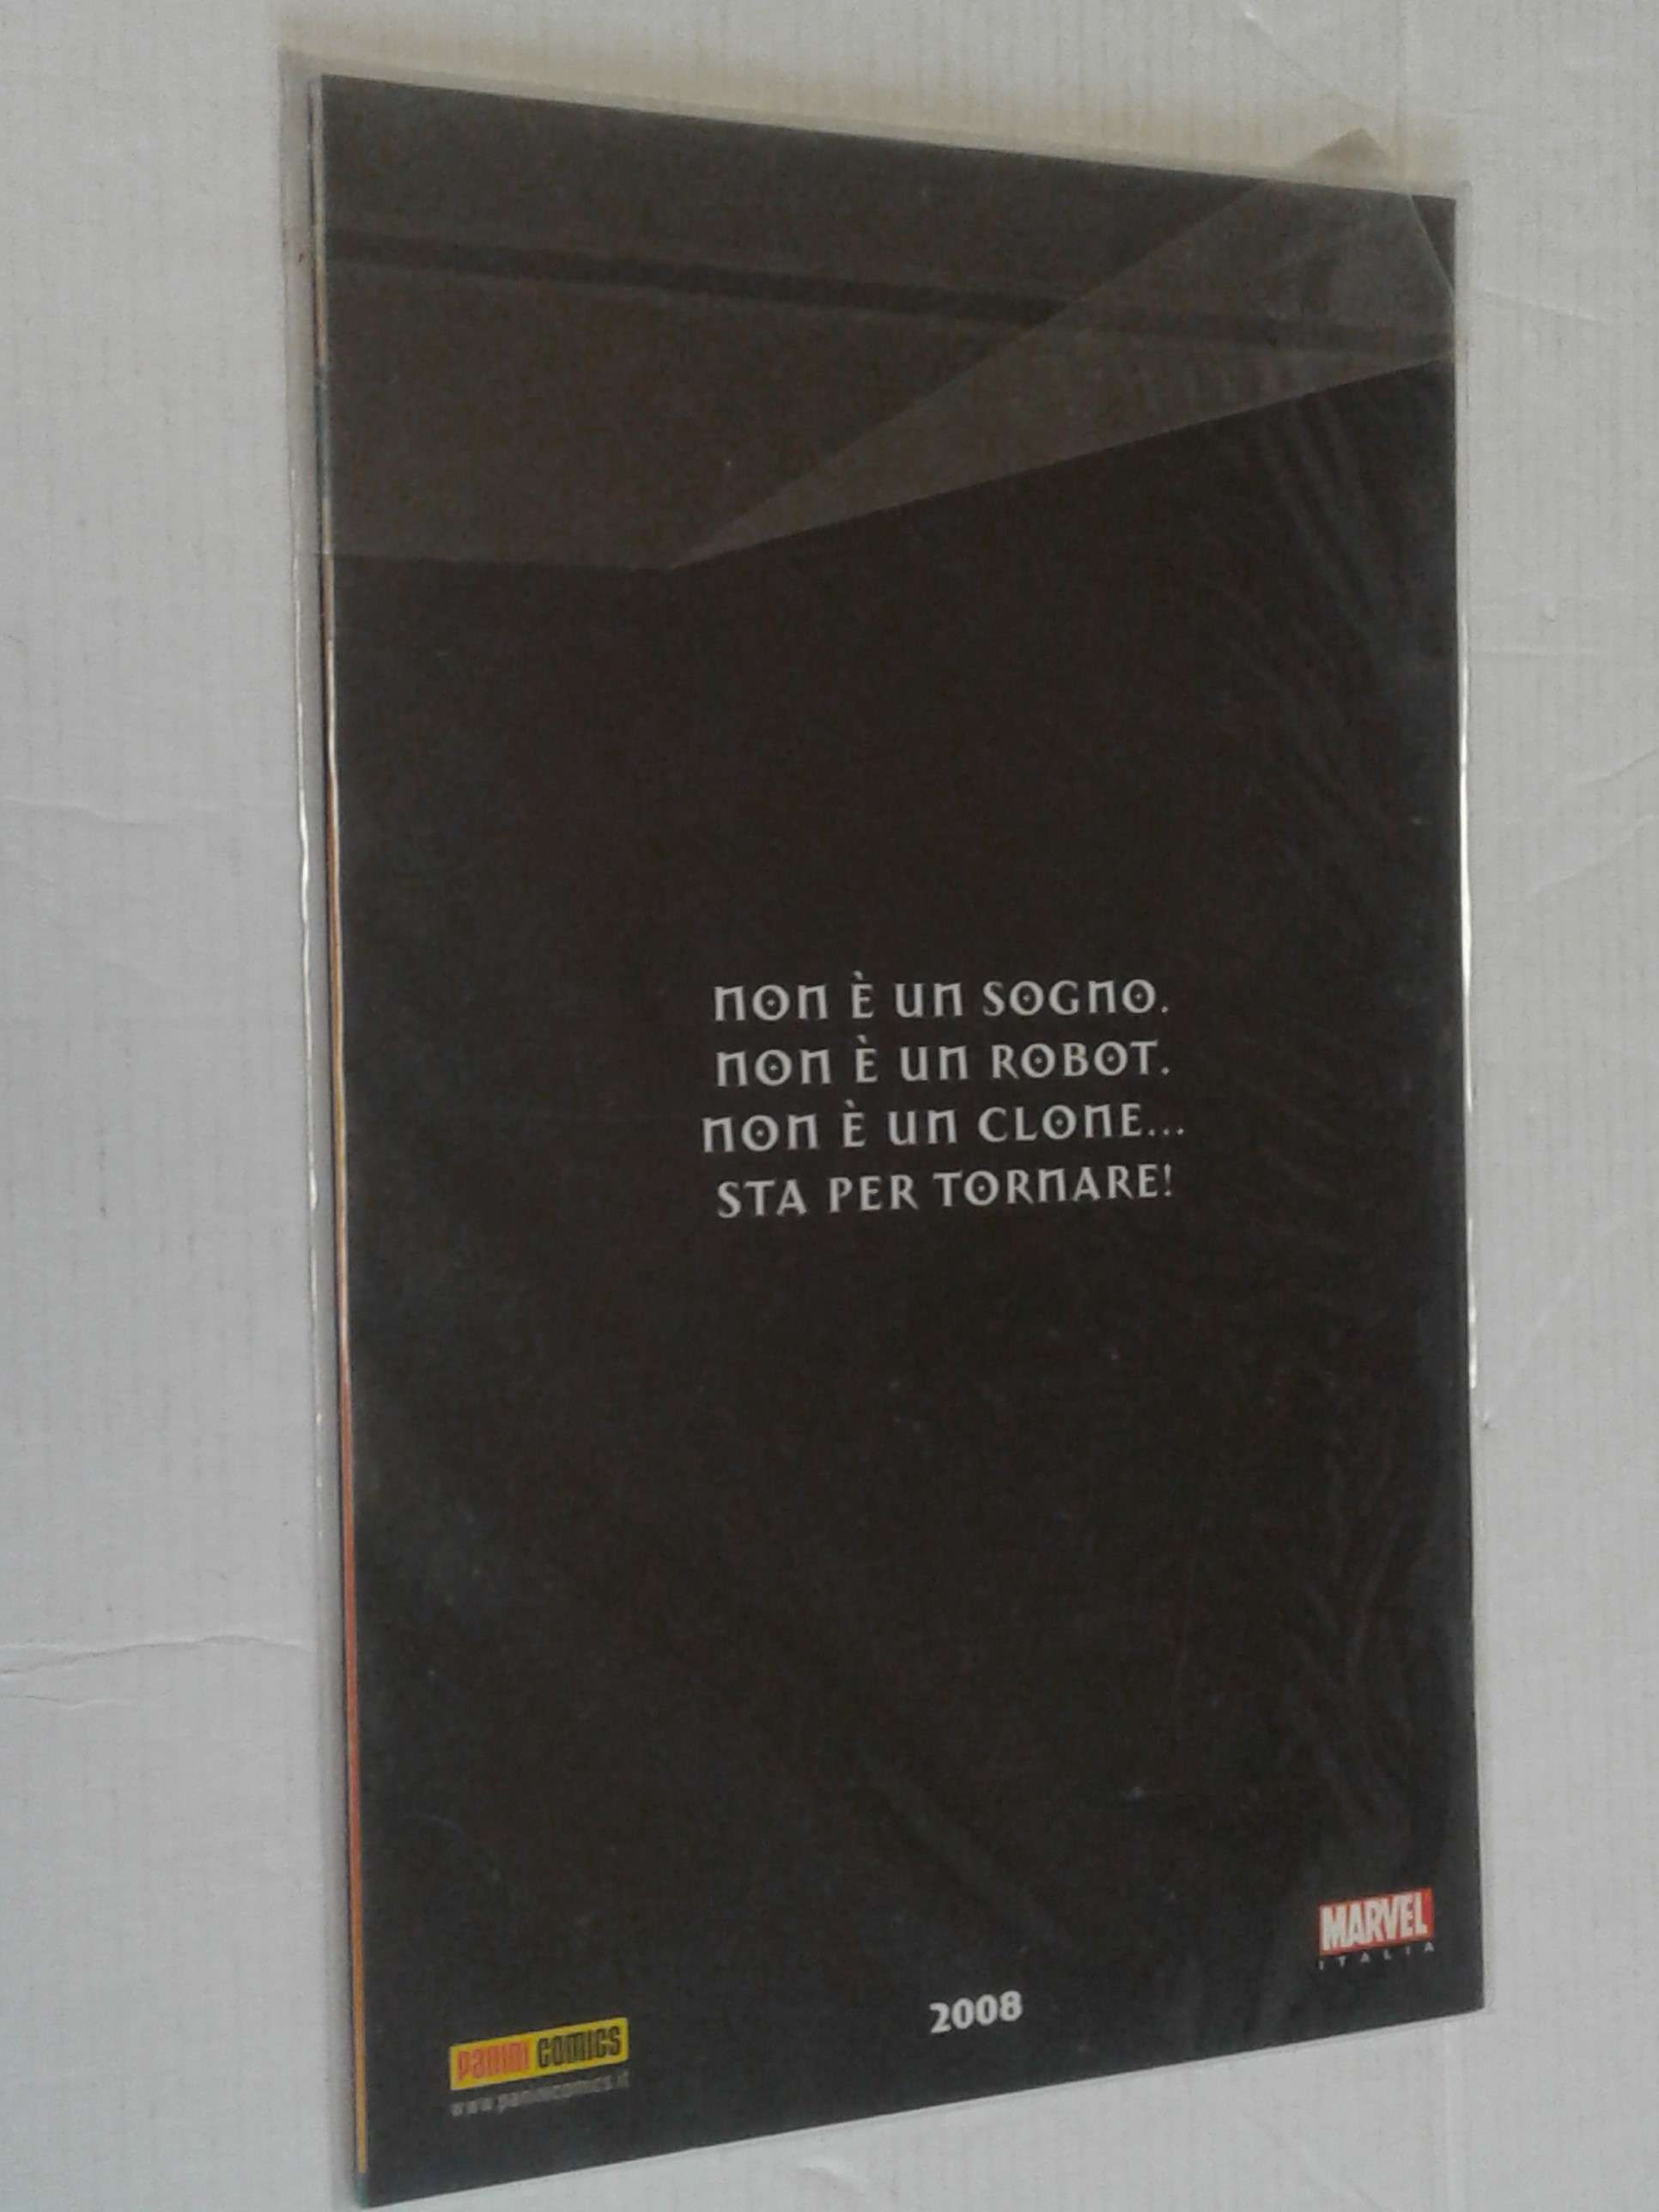 NON È UN SOGNO.
NON È UN ROBOT.
NON È UN CLONE...
STA PER TORNARE!
MARVEL
ITALIA
2008
PANINI COMICS
www.paninicomics.it